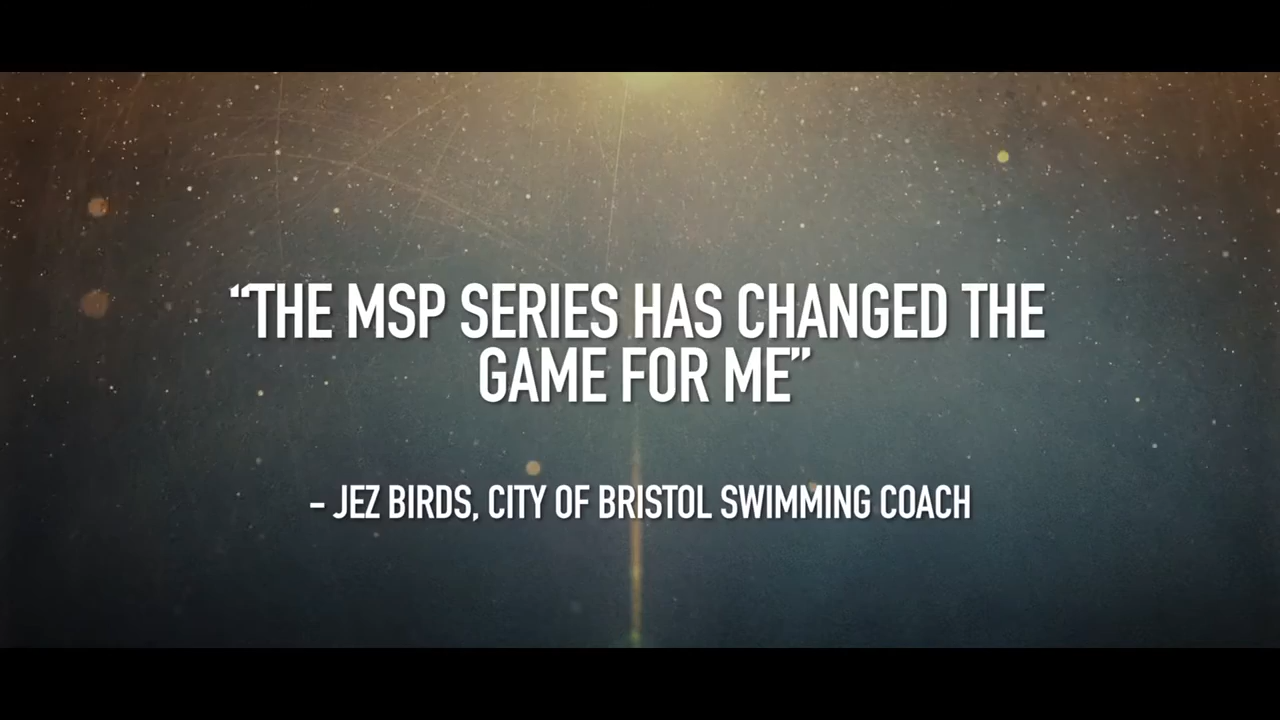 “THE MSP SERIES HAS CHANGED THE
GAME FOR ME”
– JEZ BIRDS, CITY OF BRISTOL SWIMMING COACH